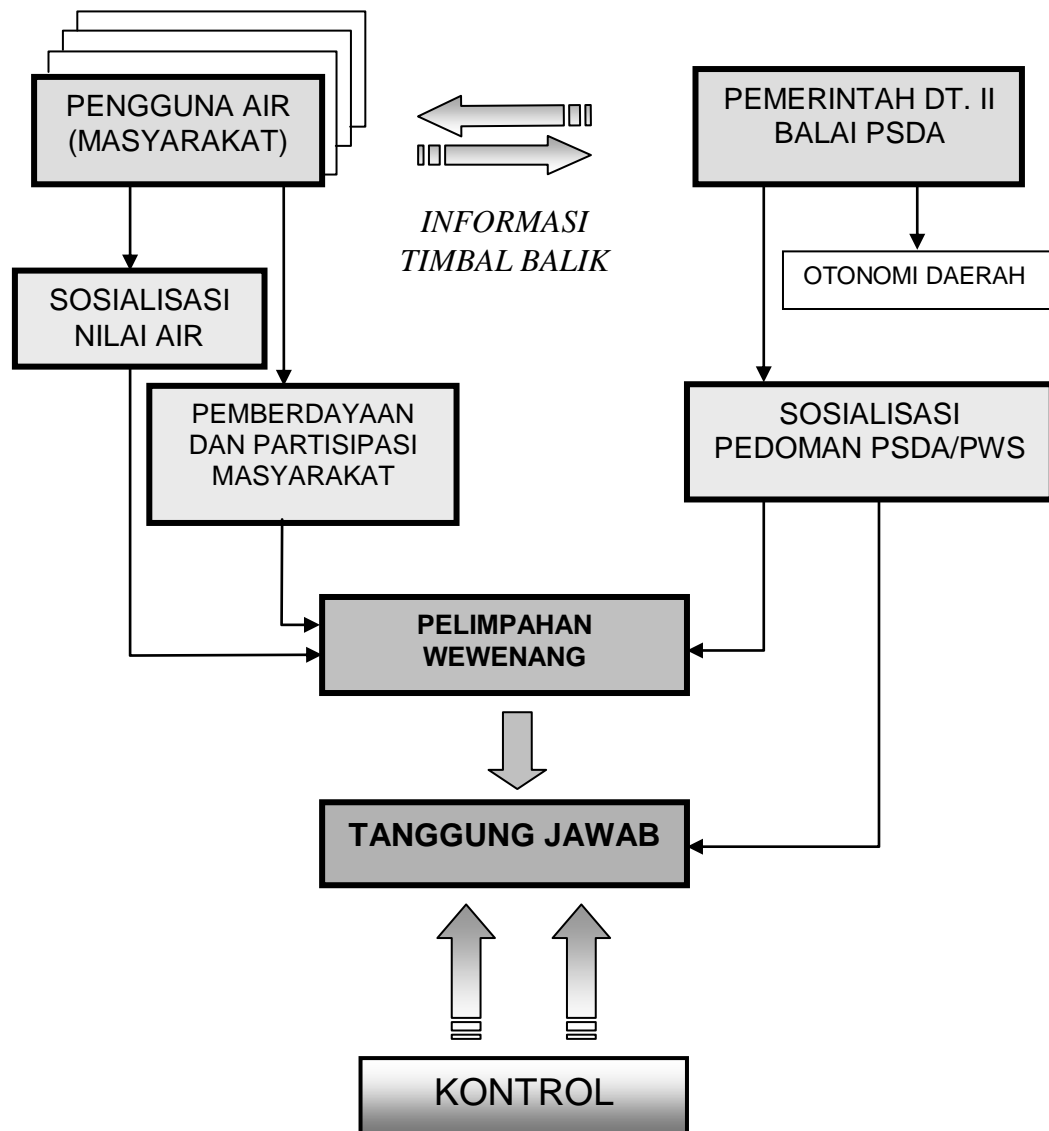 PENGGUNA AIR
(MASYARAKAT)
PEMERINTAH DT. II
BALAI PSDA
INFORMASI
TIMBAL BALIK
OTONOMI DAERAH
SOSIALISASI
NILAI AIR
PEMBERDAYAAN
DAN PARTISIPASI
MASYARAKAT
SOSIALISASI
PEDOMAN PSDA/PWS
PELIMPAHAN
WEWENANG
TANGGUNG JAWAB
KONTROL